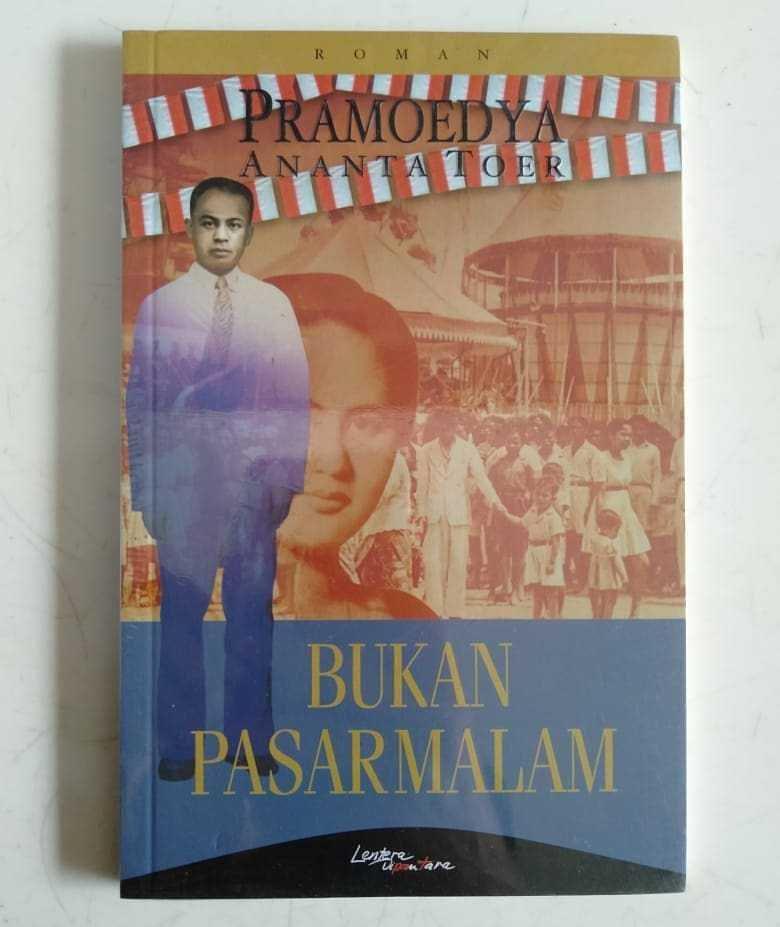 ROMAN
PRAMOEDYA
ANANTA TOER
BUKAN
PASARMALAM
Lentera
Dipantara